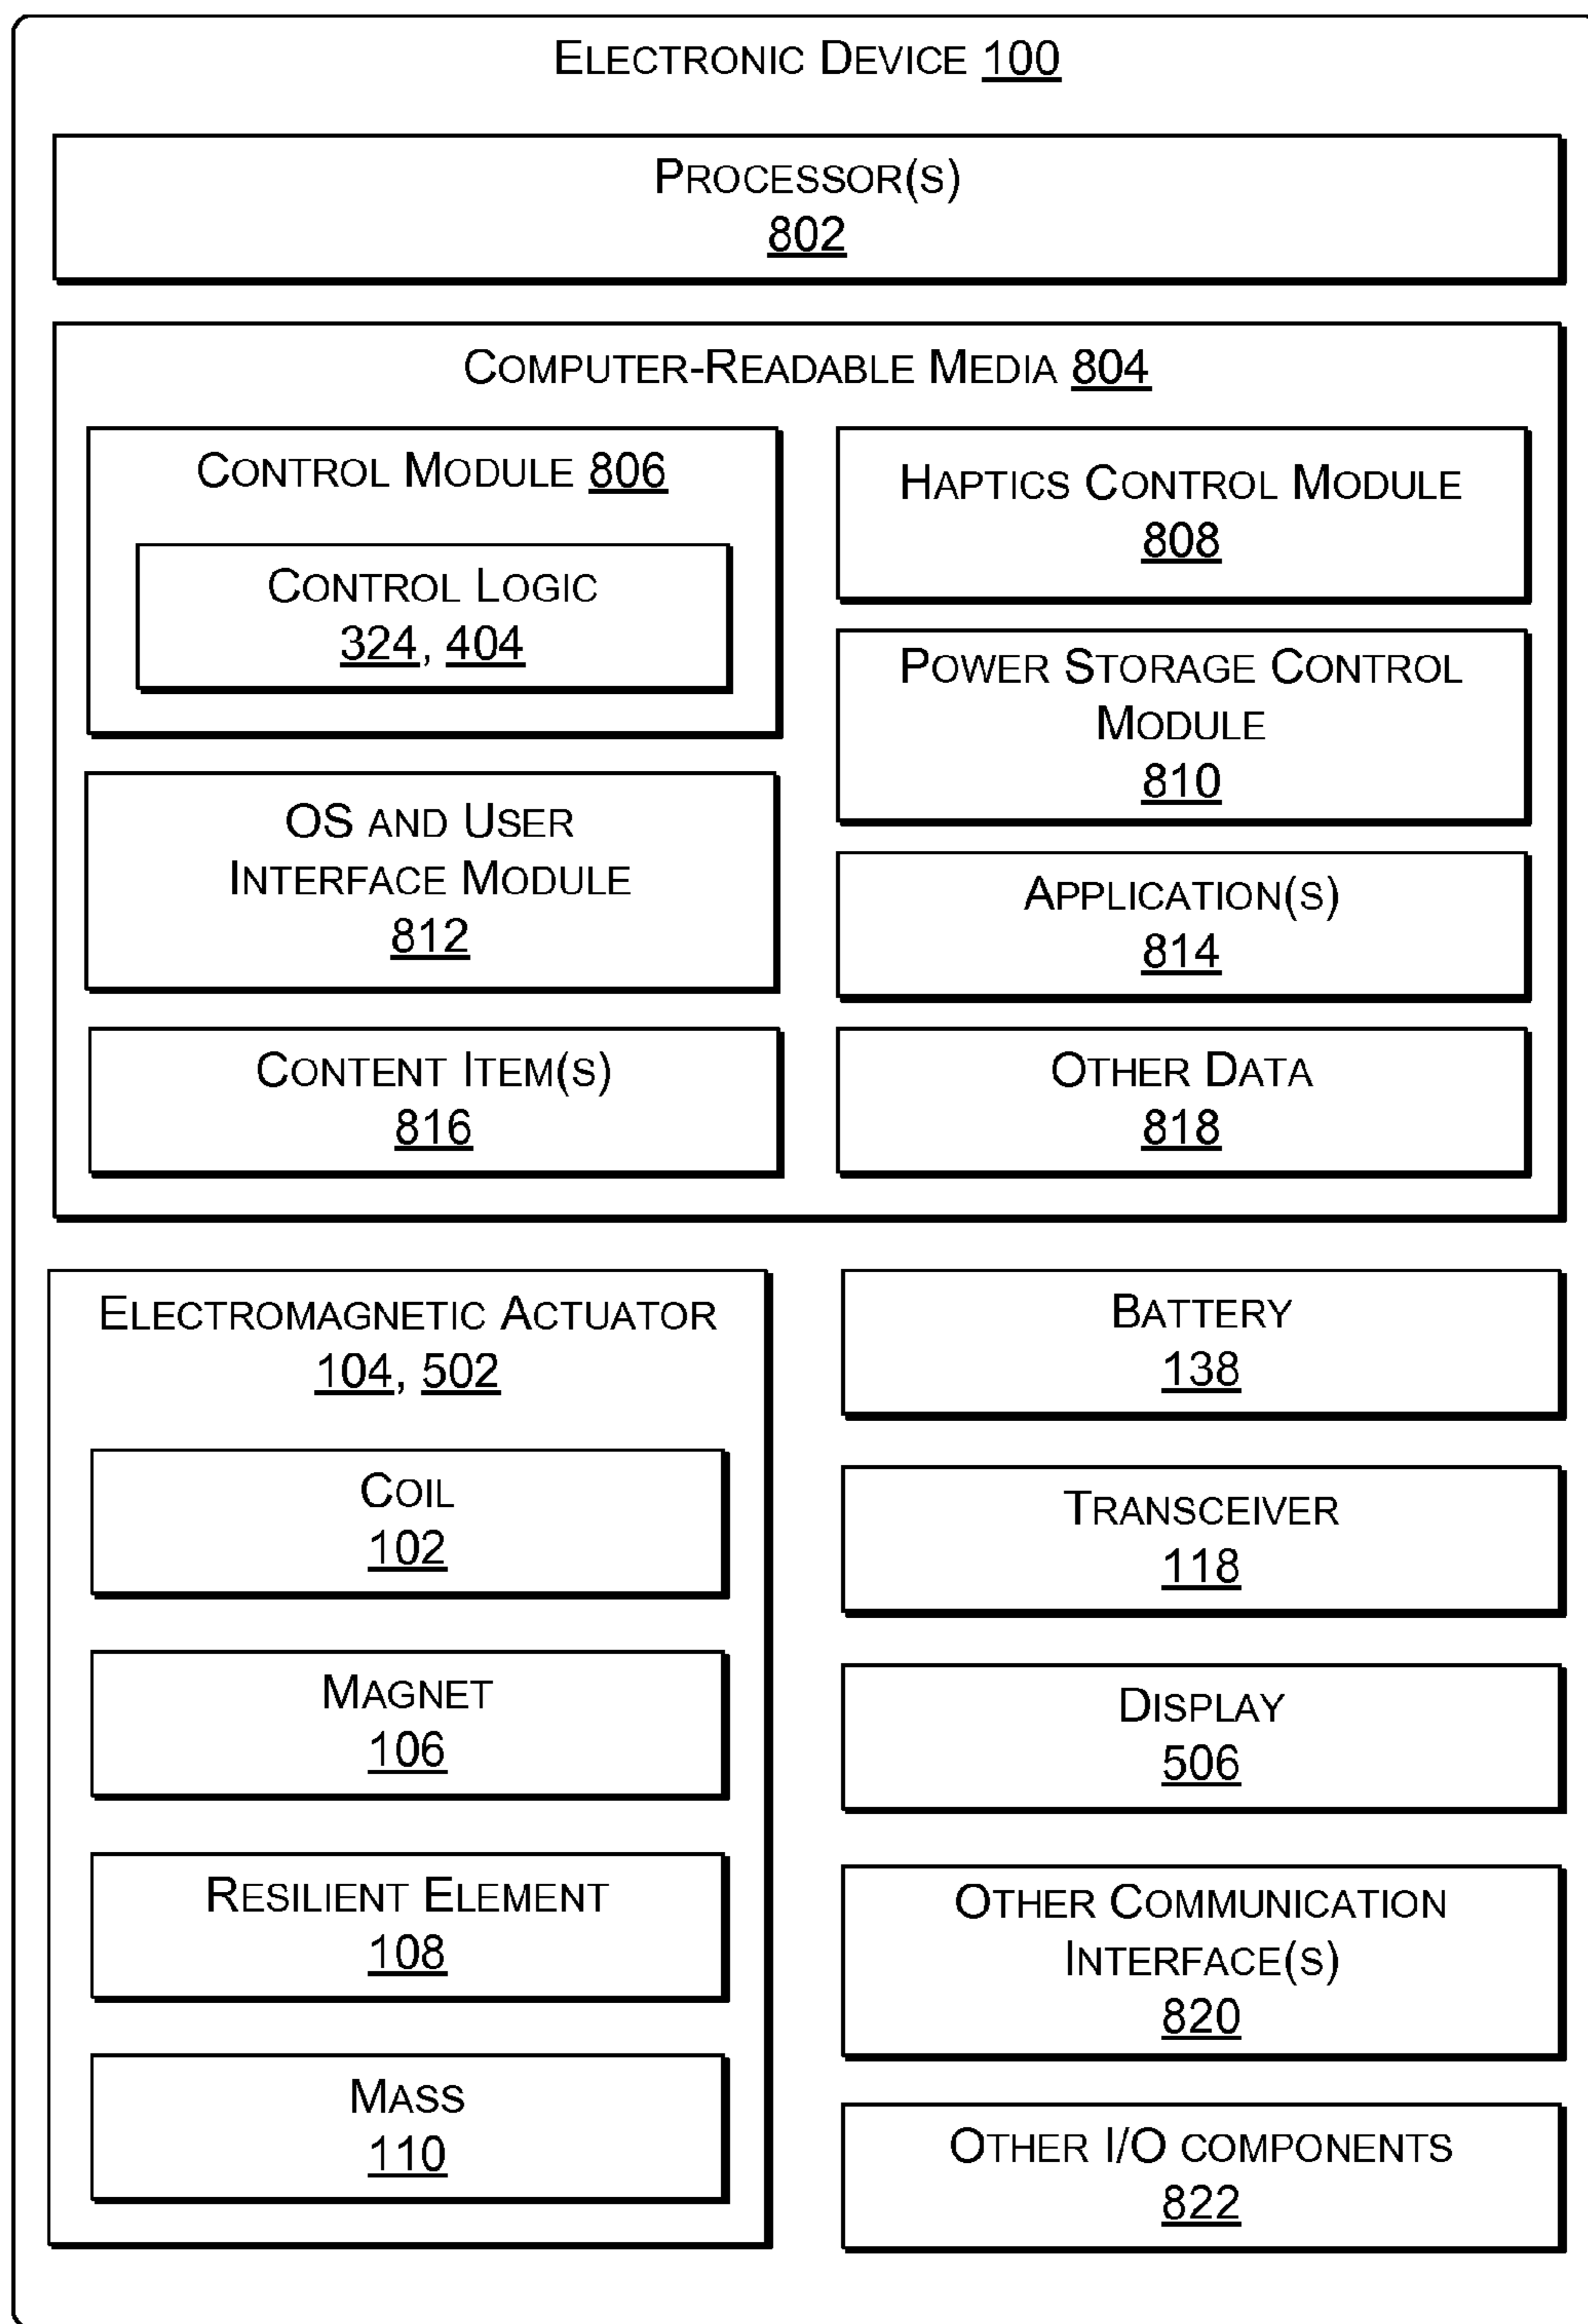 ELECTRONIC DEVICE 100
PROCESSOR(S)
802
COMPUTER-READABLE MEDIA 804
CONTROL MODULE 806
CONTROL LOGIC
324, 404
HAPTICS CONTROL MODULE
808
POWER STORAGE CONTROL
MODULE
810
OS AND USER
INTERFACE MODULE
812
APPLICATION(S)
814
CONTENT ITEM(S)
816
OTHER DATA
818
ELECTROMAGNETIC ACTUATOR
104, 502
COIL
102
MAGNET
106
RESILIENT ELEMENT
108
MASS
110
BATTERY
138
TRANSCEIVER
118
DISPLAY
506
OTHER COMMUNICATION
INTERFACE(S)
820
OTHER I/O COMPONENTS
822